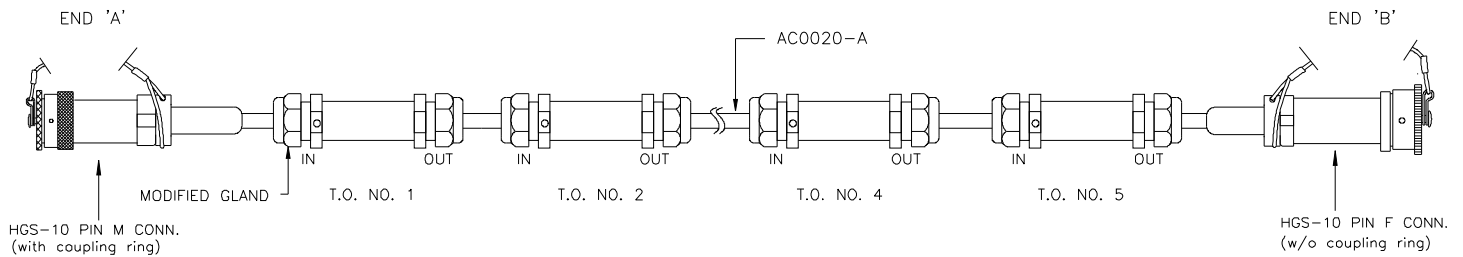 END 'A'
END 'B'
AC0020-A
IN
OUT
IN
OUT
IN
OUT
IN
OUT
MODIFIED GLAND
T.O. NO. 1
T.O. NO. 2
T.O. NO. 4
T.O. NO. 5
HGS-10 PIN M CONN.
(with coupling ring)
HGS-10 PIN F CONN.
(w/o coupling ring)